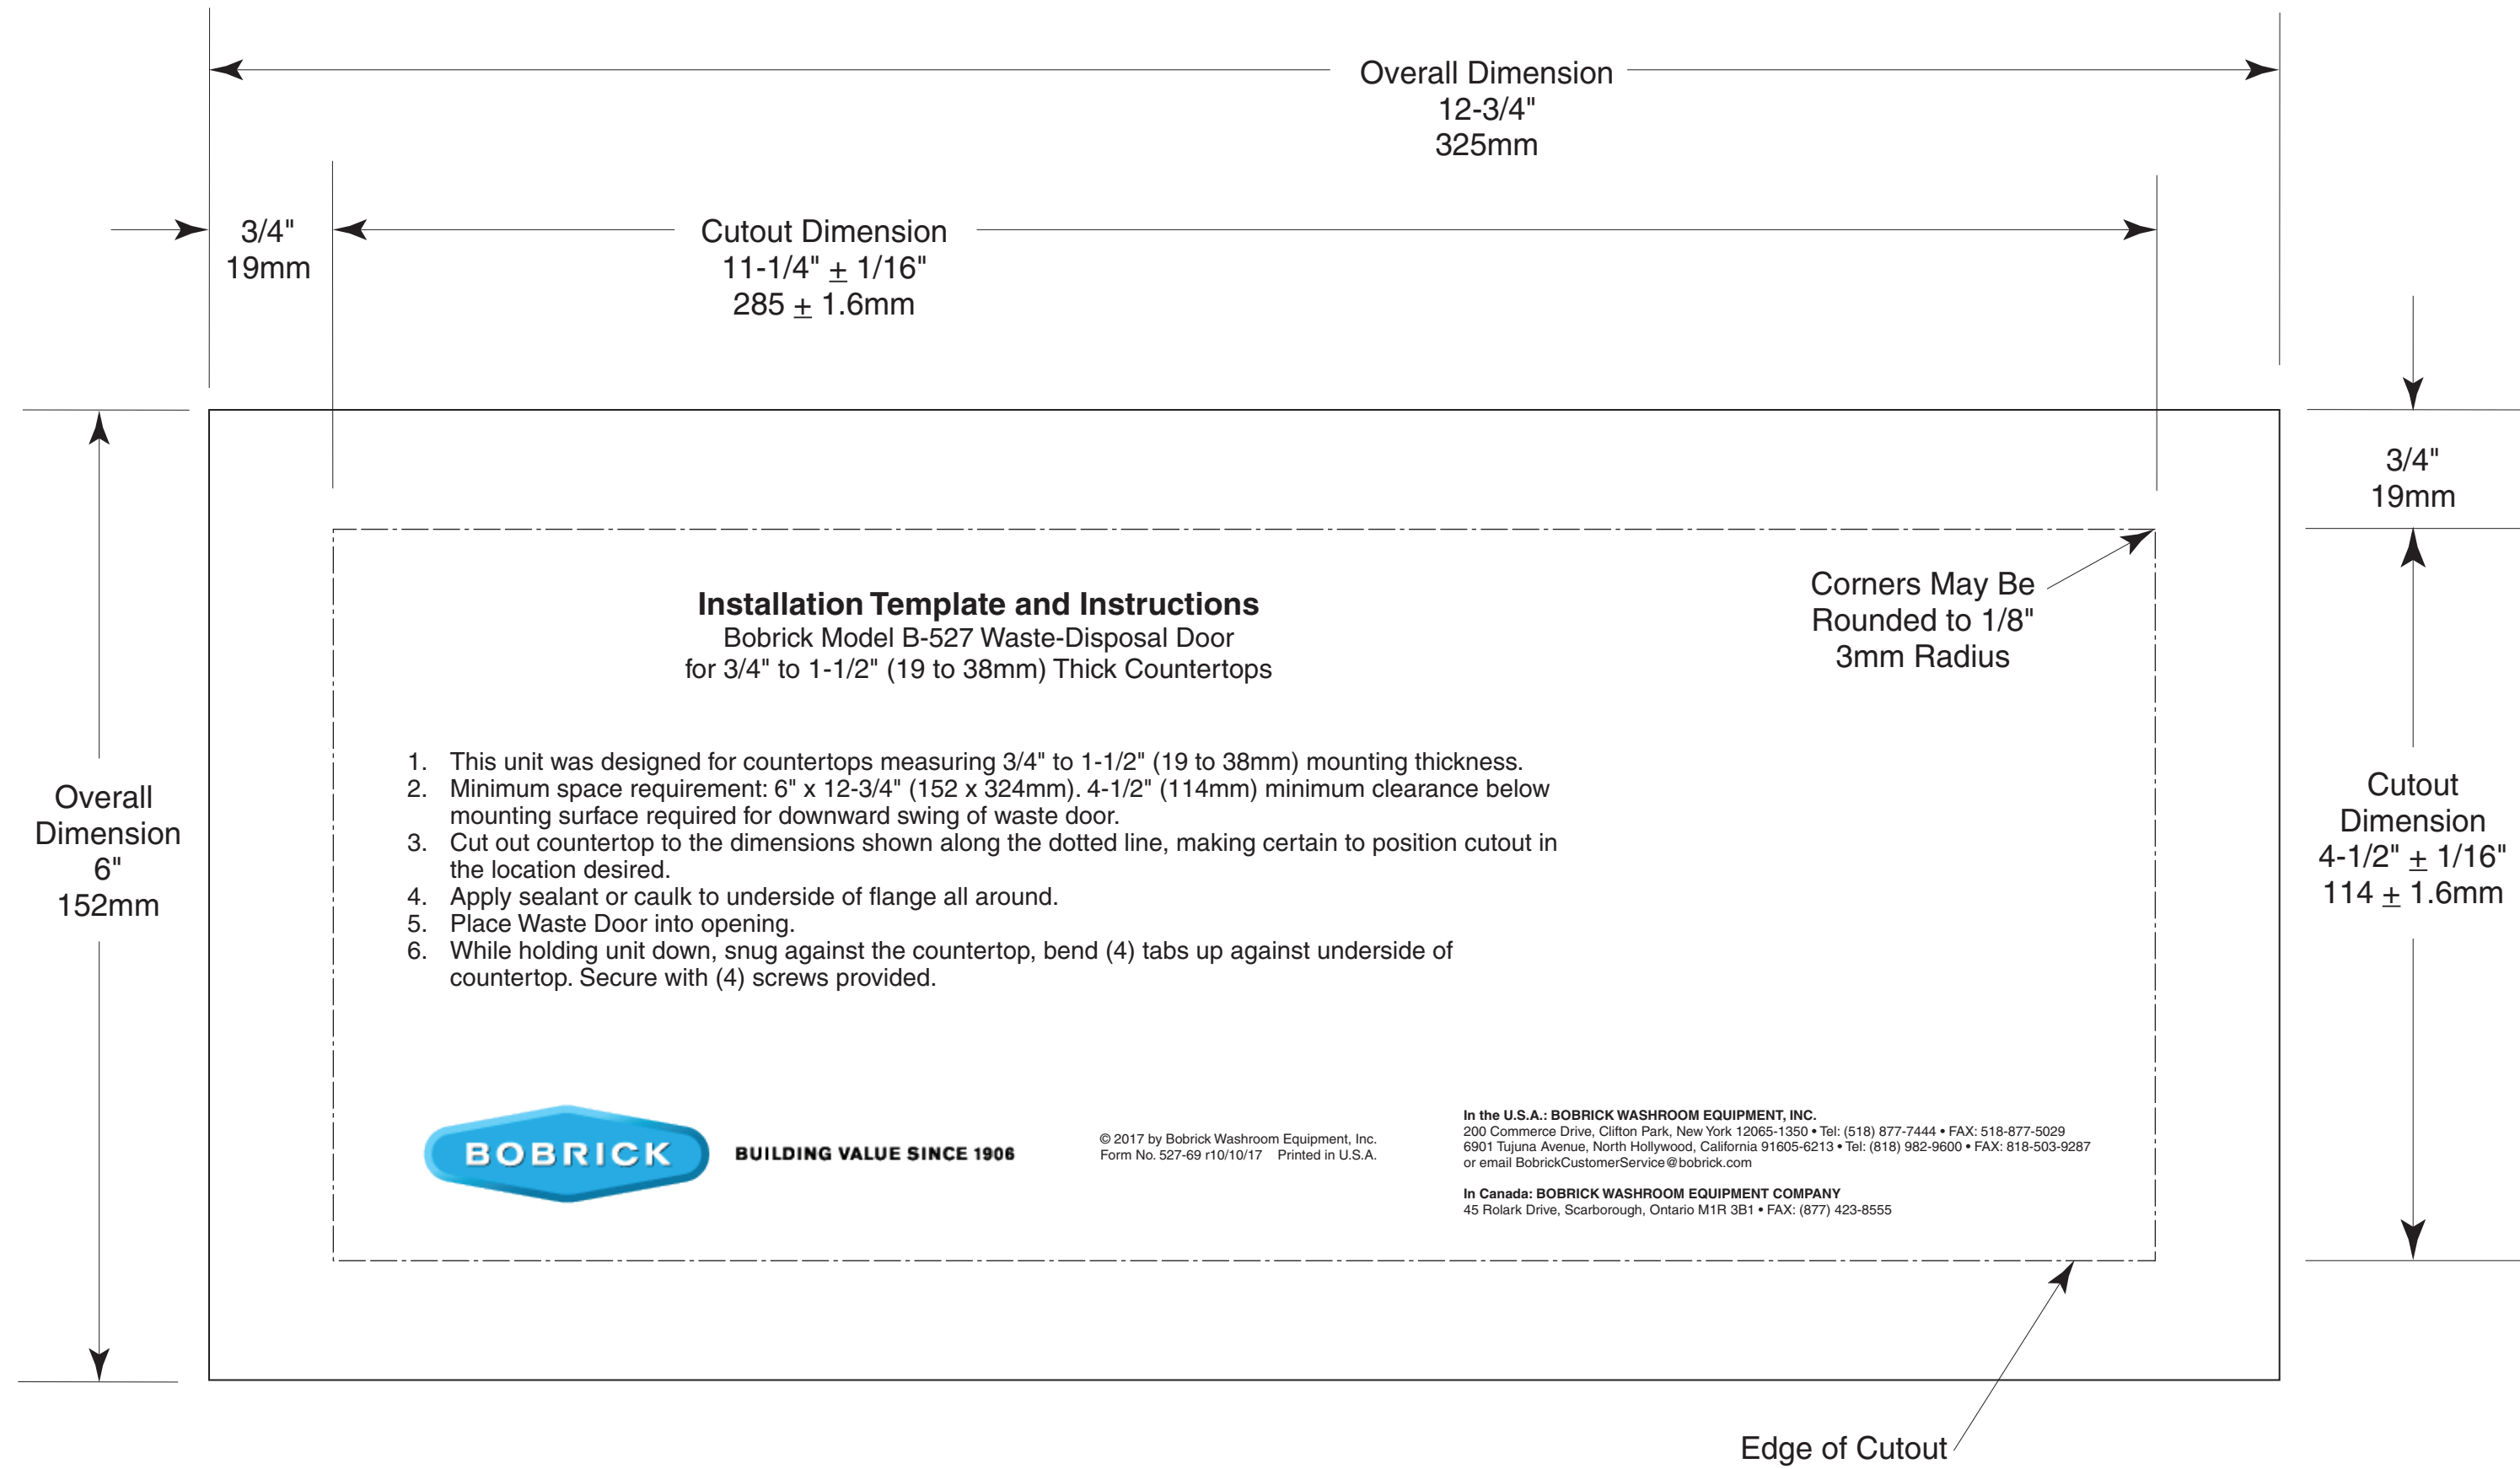 Overall Dimension
12-3/4"
325mm
3/4"
19mm
Cutout Dimension
11-1/4" ± 1/16"
285 ± 1.6mm
3/4"
19mm
Installation Template and Instructions
Bobrick Model B-527 Waste-Disposal Door
for 3/4" to 1-1/2" (19 to 38mm) Thick Countertops
Corners May Be
Rounded to 1/8"
3mm Radius
1. This unit was designed for countertops measuring 3/4" to 1-1/2" (19 to 38mm) mounting thickness.
2. Minimum space requirement: 6" x 12-3/4" (152 x 324mm). 4-1/2" (114mm) minimum clearance below
mounting surface required for downward swing of waste door.
3. Cut out countertop to the dimensions shown along the dotted line, making certain to position cutout in
the location desired.
4. Apply sealant or caulk to underside of flange all around.
5. Place Waste Door into opening.
6. While holding unit down, snug against the countertop, bend (4) tabs up against underside of
countertop. Secure with (4) screws provided.
Overall
Dimension
6"
152mm
Cutout
Dimension
4-1/2" ± 1/16"
114 ± 1.6mm
BOBRICK
BUILDING VALUE SINCE 1906
© 2017 by Bobrick Washroom Equipment, Inc.
Form No. 527-69 r10/10/17 Printed in U.S.A.
In the U.S.A.: BOBRICK WASHROOM EQUIPMENT, INC.
200 Commerce Drive, Clifton Park, New York 12065-1350 • Tel: (518) 877-7444 • FAX: 518-877-5029
6901 Tujuna Avenue, North Hollywood, California 91605-6213 • Tel: (818) 982-9600 • FAX: 818-503-9287
or email BobrickCustomerService@bobrick.com
In Canada: BOBRICK WASHROOM EQUIPMENT COMPANY
45 Rolark Drive, Scarborough, Ontario M1R 3B1 • FAX: (877) 423-8555
Edge of Cutout